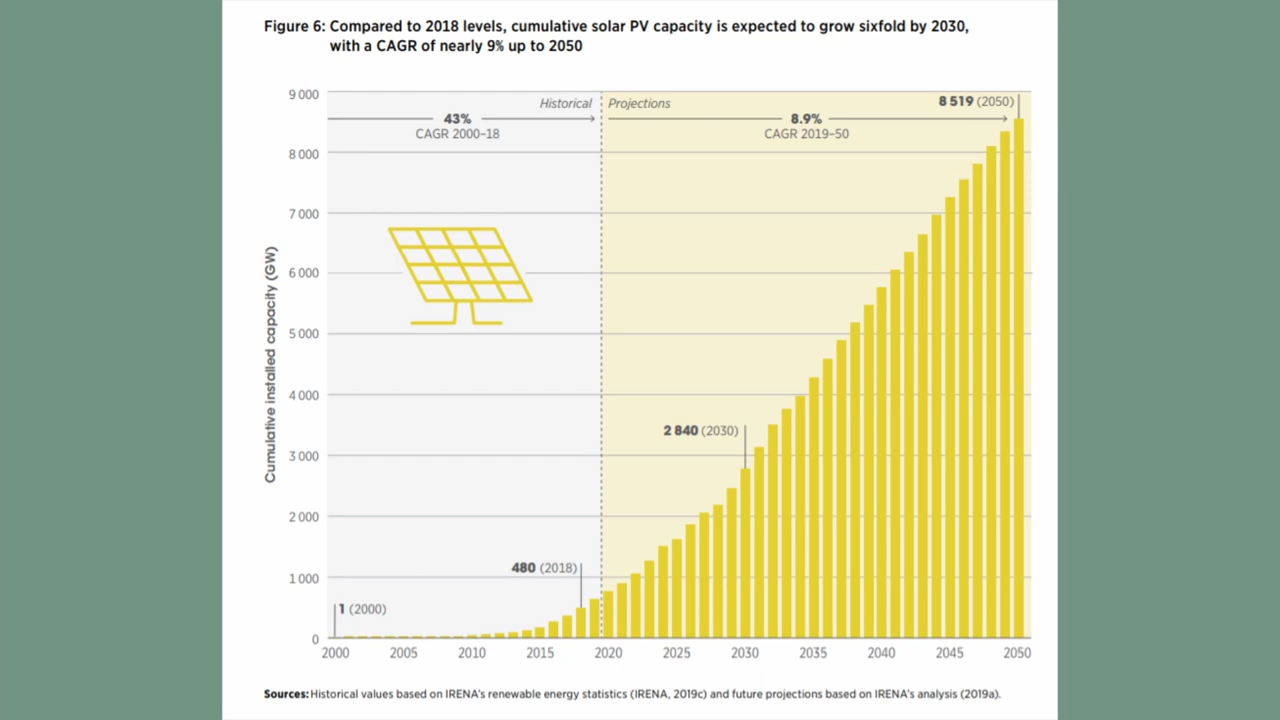 Figure 6: Compared to 2018 levels, cumulative solar PV capacity is expected to grow sixfold by 2030,
with a CAGR of nearly 9% up to 2050
Cumulative installed capacity (GW)
9 000
8 000
7 000
6 000
5 000
4 000
3 000
2 000
1 000
0
Historical
Projections
43%
CAGR 2000–18
8.9%
CAGR 2019–50
8 519 (2050)
2 840 (2030)
480 (2018)
1 (2000)
2000 2005 2010 2015 2020 2025 2030 2035 2040 2045 2050
Sources: Historical values based on IRENA's renewable energy statistics (IRENA, 2019c) and future projections based on IRENA's analysis (2019a).